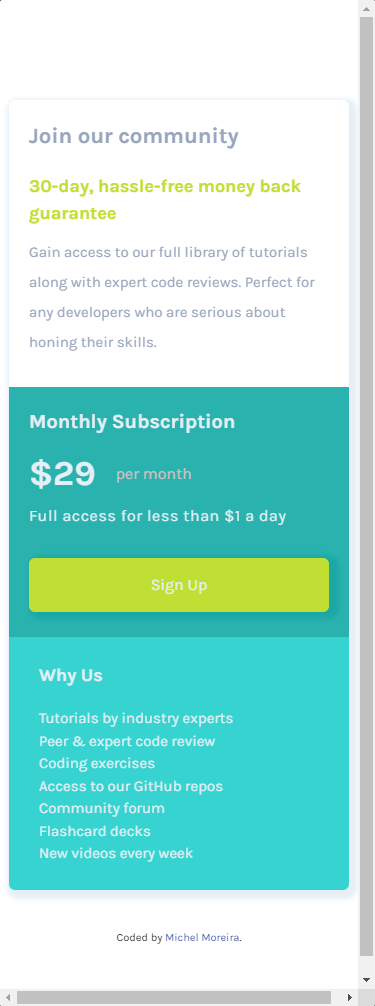 Join our community
30-day, hassle-free money back
guarantee
Gain access to our full library of tutorials
along with expert code reviews. Perfect for
any developers who are serious about
honing their skills.
Monthly Subscription
$29 per month
Full access for less than $1 a day
Sign Up
Why Us
Tutorials by industry experts
Peer & expert code review
Coding exercises
Access to our GitHub repos
Community forum
Flashcard decks
New videos every week
Coded by Michel Moreira.